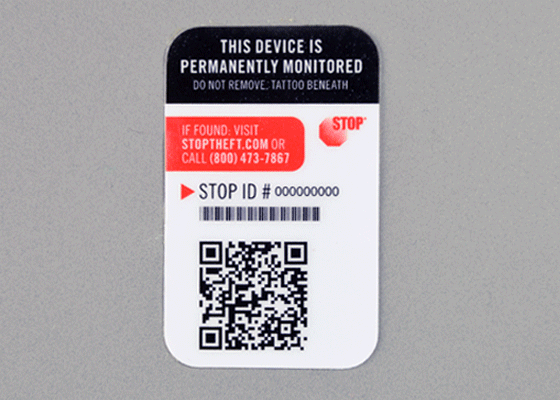 THIS DEVICE IS
PERMANENTLY MONITORED
DO NOT REMOVE, TATTOO BENEATH
IF FOUND: VISIT
STOPTHEFT.COM OR
CALL (800) 473-7867
STOP®
STOP ID # 000000000